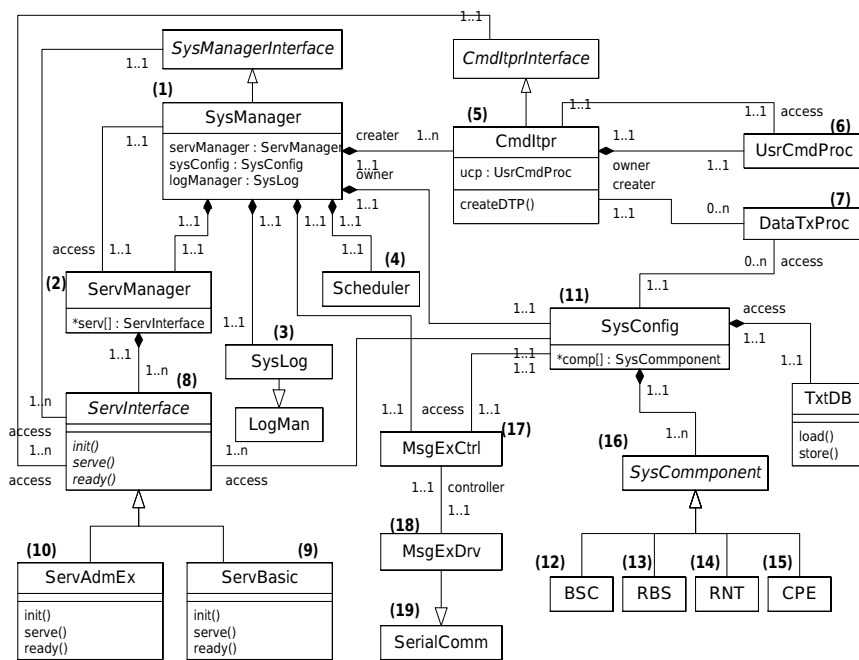 1..1
1..1
SysManagerInterface
CmdItprInterface
1..1
(1)
SysManager
servManager : ServManager
sysConfig : SysConfig
logManager : SysLog
1..1
creater
1..n
1..1
owner
1..1
(5)
CmdItpr
ucp : UsrCmdProc
createDTP()
1..1
1..1
access
(6)
UsrCmdProc
1..1
1..1
owner
creater
1..1
0..n
(7)
DataTxProc
0..n
access
1..1
1..1
1..1
1..1
1..1
access
1..1
1..1
(2)
ServManager
*serv[] : ServInterface
(4)
Scheduler
1..1
(3)
SysLog
LogMan
1..1
(11)
SysConfig
*comp[] : SysCommponent
access
1..1
1..1
1..1
1..1
1..n
1..n
(8)
ServInterface
init()
serve()
ready()
access
1..n
access
1..n
access
1..1
access
1..1
MsgExCtrl
(17)
1..1
1..1
TxtDB
load()
store()
1..n
(16)
SysCommponent
1..1
controller
1..1
(18)
MsgExDrv
(19)
SerialComm
(10)
ServAdmEx
init()
serve()
ready()
(9)
ServBasic
init()
serve()
ready()
(12)
BSC
(13)
RBS
(14)
RNT
(15)
CPE